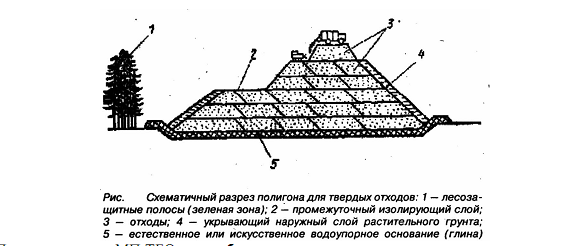 1
2
3
4
5
Рис. Схематичный разрез полигона для твердых отходов: 1 — лесоза-
щитные полосы (зеленая зона); 2 — промежуточный изолирующий слой;
3 — отходы; 4 — укрывающий наружный слой растительного грунта;
5 — естественное или искусственное водоупорное основание (глина)